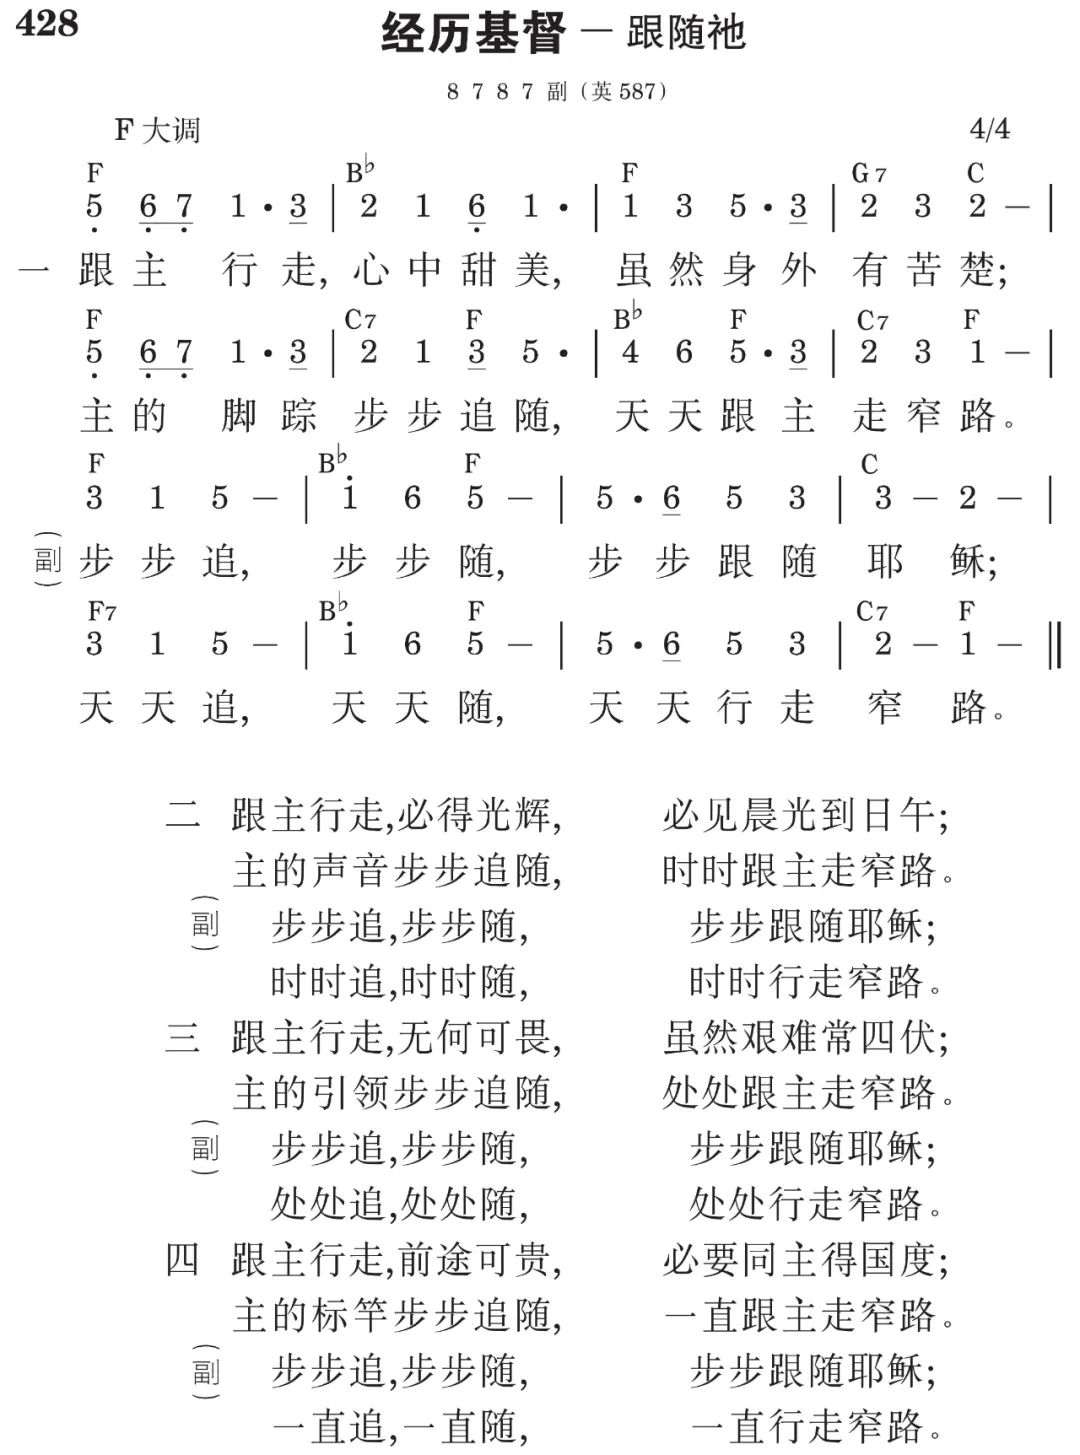 428
经历基督 — 跟随祂
8 7 8 7 副（英 587）
F 大调 4/4
F B♭ F G7 C
5 6 7 1 · 3 | 2 1 6 1 · | 1 3 5 · 3 | 2 3 2 — |
一 跟主 行走,心中甜美, 虽然身外 有苦楚;
F C7 F B♭ F C7 F
5 6 7 1 · 3 | 2 1 3 5 · | 4 6 5 · 3 | 2 3 1 — |
主的 脚踪 步步追随, 天天跟主 走窄路。
F B♭ F C
3 1 5 — | 1 6 5 — | 5 · 6 5 3 | 3 — 2 — |
（副）步步追, 步步随, 步步跟随 耶稣;
F7 B♭ F C7 F
3 1 5 — | 1 6 5 — | 5 · 6 5 3 | 2 — 1 — ‖
天天追, 天天随, 天天行走 窄路。
二 跟主行走,必得光辉, 必见晨光到日午;
主的声音步步追随, 时时跟主走窄路。
（副）步步追,步步随, 步步跟随耶稣;
时时追,时时随, 时时行走窄路。
三 跟主行走,无何可畏, 虽然艰难常四伏;
主的引领步步追随, 处处跟主走窄路。
（副）步步追,步步随, 步步跟随耶稣;
处处追,处处随, 处处行走窄路。
四 跟主行走,前途可贵, 必要同主得国度;
主的标竿步步追随, 一直跟主走窄路。
（副）步步追,步步随, 步步跟随耶稣;
一直追,一直随, 一直行走窄路。